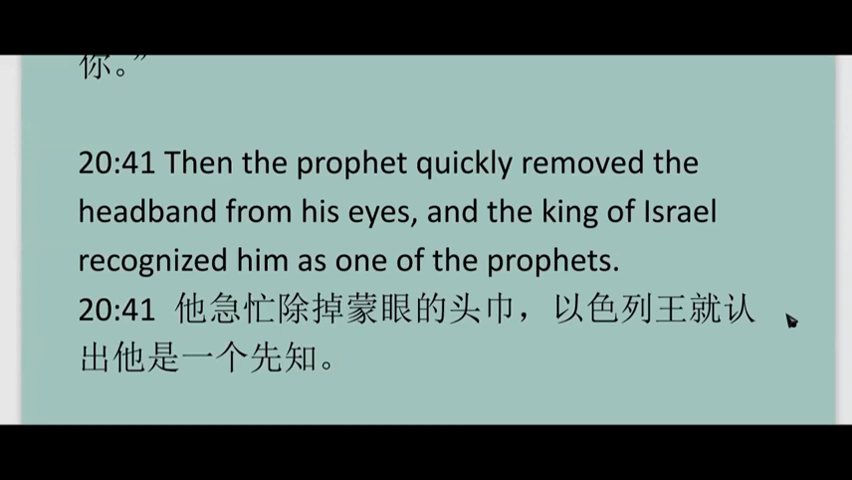 你。”
20:41 Then the prophet quickly removed the
headband from his eyes, and the king of Israel
recognized him as one of the prophets.
20:41 他急忙除掉蒙眼的头巾，以色列王就认
出他是一个先知。